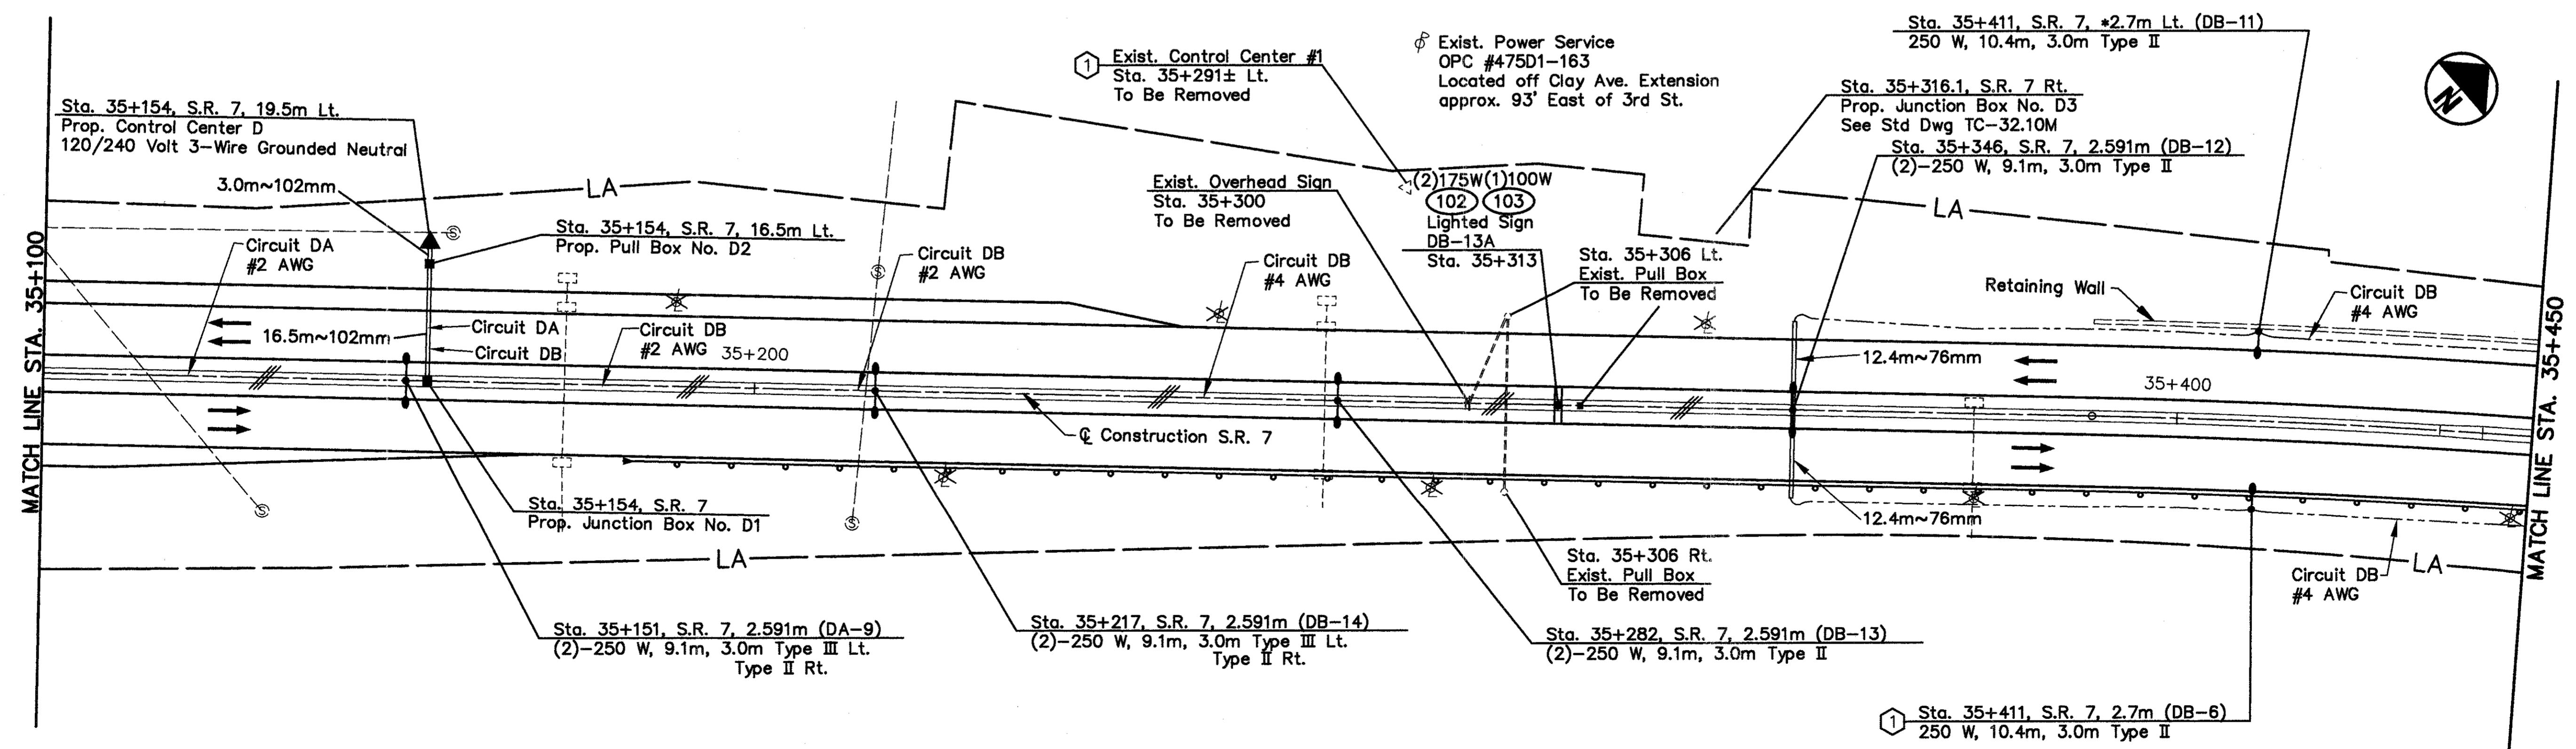 Sta. 35+411, S.R. 7, *2.7m Lt. (DB-11)
250 W, 10.4m, 3.0m Type II
1
Exist. Control Center #1
Sta. 35+291± Lt.
To Be Removed
Exist. Power Service
OPC #475D1-163
Located off Clay Ave. Extension
approx. 93' East of 3rd St.
N
Sta. 35+316.1, S.R. 7 Rt.
Prop. Junction Box No. D3
See Std Dwg TC-32.10M
Sta. 35+154, S.R. 7, 19.5m Lt.
Prop. Control Center D
120/240 Volt 3-Wire Grounded Neutral
Sta. 35+346, S.R. 7, 2.591m (DB-12)
(2)-250 W, 9.1m, 3.0m Type II
3.0m~102mm
LA
Exist. Overhead Sign
Sta. 35+300
To Be Removed
(2)175W(1)100W
102 103
Lighted Sign
DB-13A
Sta. 35+313
LA
Sta. 35+154, S.R. 7, 16.5m Lt.
Prop. Pull Box No. D2
S
S
Circuit DA
#2 AWG
Circuit DB
#2 AWG
Circuit DB
#4 AWG
Sta. 35+306 Lt.
Exist. Pull Box
To Be Removed
Retaining Wall
Circuit DB
#4 AWG
MATCH LINE STA. 35+100
16.5m~102mm
Circuit DA
Circuit DB
Circuit DB
#2 AWG
35+200
12.4m~76mm
35+400
MATCH LINE STA. 35+450
℄ Construction S.R. 7
S
S
Sta. 35+154, S.R. 7
Prop. Junction Box No. D1
12.4m~76mm
LA
Sta. 35+306 Rt.
Exist. Pull Box
To Be Removed
Circuit DB
#4 AWG
LA
Sta. 35+151, S.R. 7, 2.591m (DA-9)
(2)-250 W, 9.1m, 3.0m Type III Lt.
Type II Rt.
Sta. 35+217, S.R. 7, 2.591m (DB-14)
(2)-250 W, 9.1m, 3.0m Type III Lt.
Type II Rt.
Sta. 35+282, S.R. 7, 2.591m (DB-13)
(2)-250 W, 9.1m, 3.0m Type II
1
Sta. 35+411, S.R. 7, 2.7m (DB-6)
250 W, 10.4m, 3.0m Type II